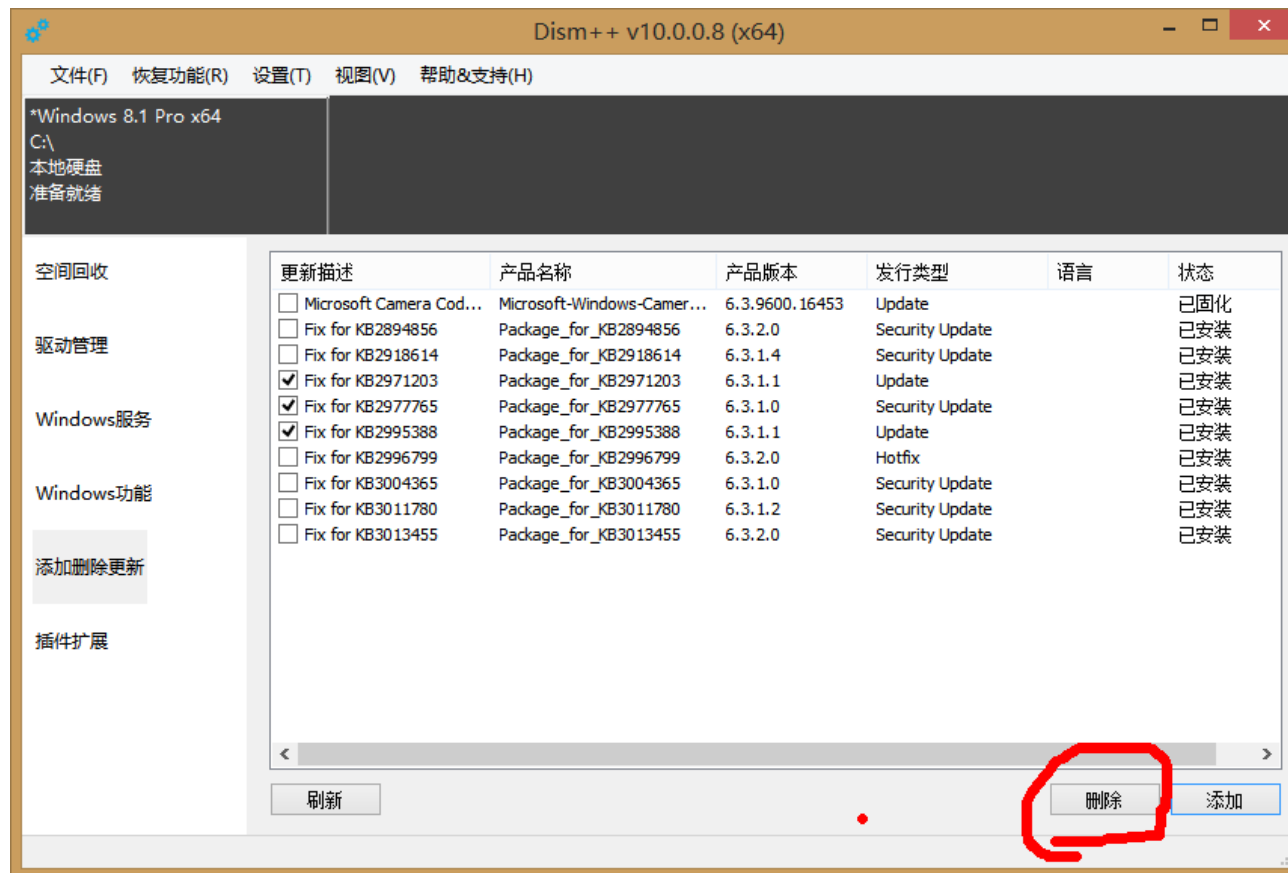 Dism++ v10.0.0.8 (x64)
文件(F) 恢复功能(R) 设置(T) 视图(V) 帮助&支持(H)
*Windows 8.1 Pro x64
C:\
本地硬盘
准备就绪
空间回收
驱动管理
Windows服务
Windows功能
添加删除更新
插件扩展
更新描述 产品名称 产品版本 发行类型 语言 状态
Microsoft Camera Cod... Microsoft-Windows-Camer... 6.3.9600.16453 Update 已固化
Fix for KB2894856 Package_for_KB2894856 6.3.2.0 Security Update 已安装
Fix for KB2918614 Package_for_KB2918614 6.3.1.4 Security Update 已安装
Fix for KB2971203 Package_for_KB2971203 6.3.1.1 Update 已安装
Fix for KB2977765 Package_for_KB2977765 6.3.1.0 Security Update 已安装
Fix for KB2995388 Package_for_KB2995388 6.3.1.1 Update 已安装
Fix for KB2996799 Package_for_KB2996799 6.3.2.0 Hotfix 已安装
Fix for KB3004365 Package_for_KB3004365 6.3.1.0 Security Update 已安装
Fix for KB3011780 Package_for_KB3011780 6.3.1.2 Security Update 已安装
Fix for KB3013455 Package_for_KB3013455 6.3.2.0 Security Update 已安装
刷新 删除 添加